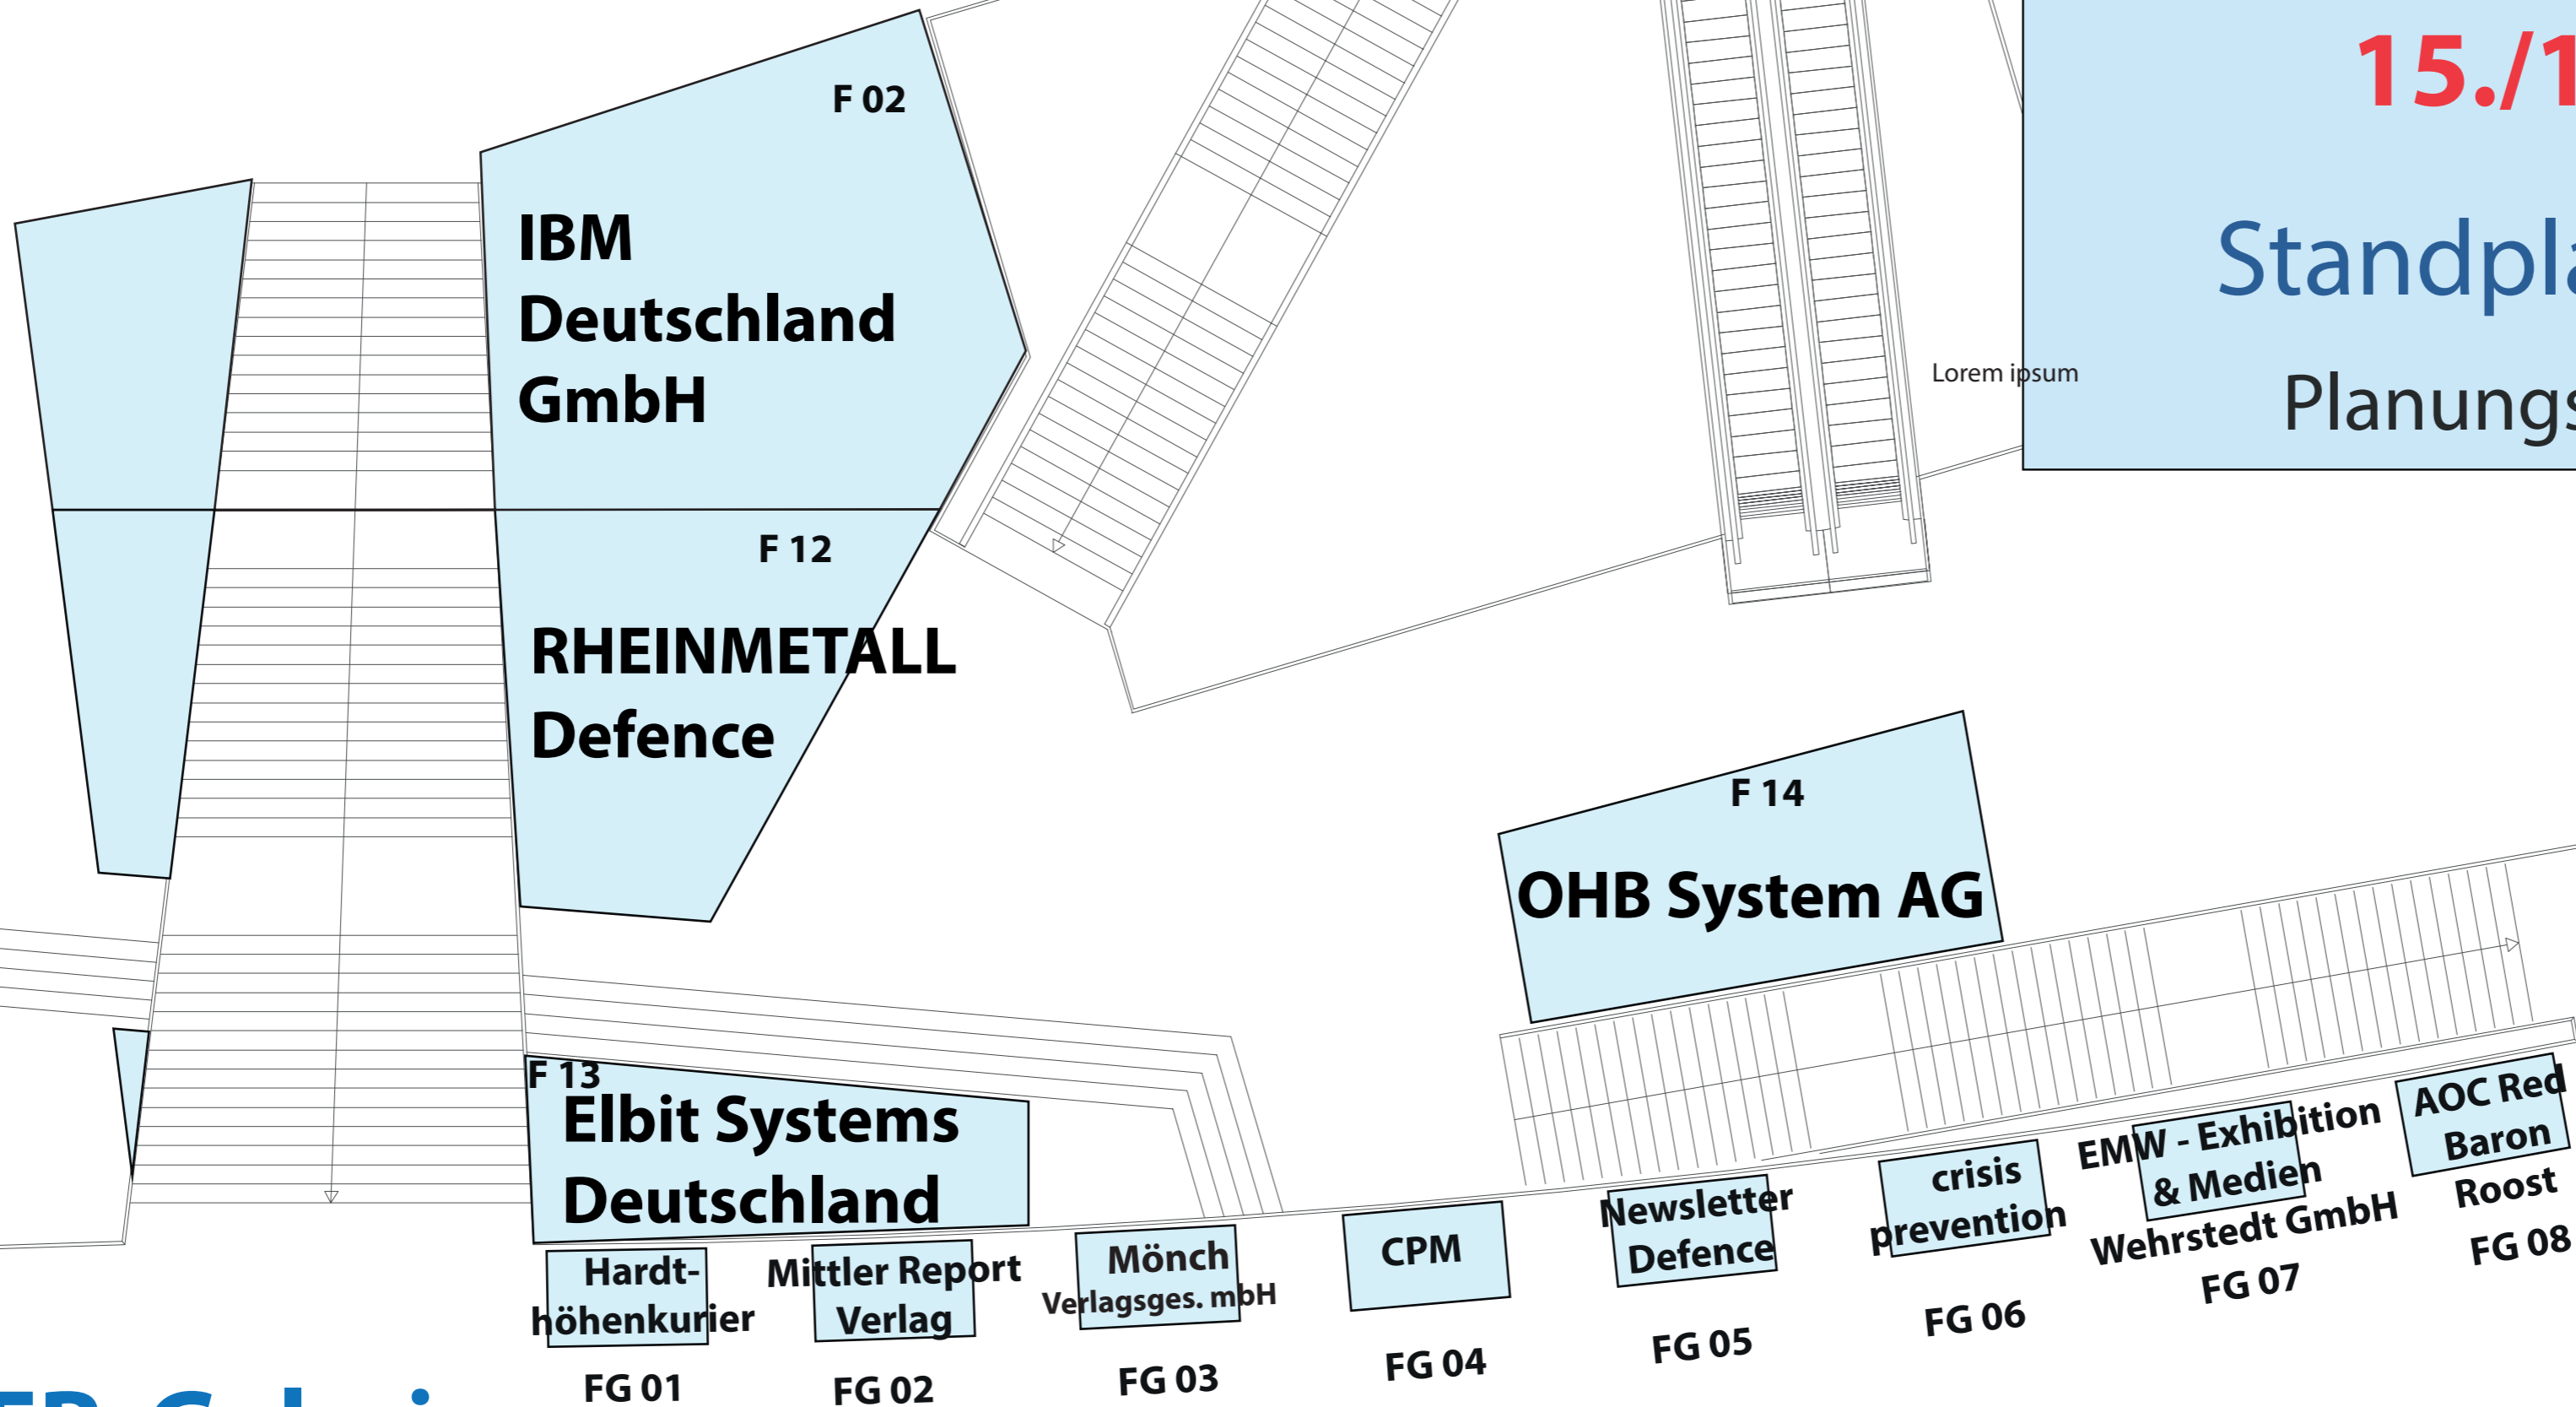 F 02
IBM
Deutschland
GmbH
F 12
RHEINMETALL
Defence
15./1
Standpla
Planungs
Lorem ipsum
F 14
OHB System AG
F 13
Elbit Systems
Deutschland
Hardt-
höhenkurier
FG 01
Mittler Report
Verlag
FG 02
Mönch
Verlagsges. mbH
FG 03
CPM
FG 04
Newsletter
Defence
FG 05
crisis
prevention
FG 06
EMW - Exhibition
& Medien
Wehrstedt GmbH
FG 07
AOC Red
Baron
Roost
FG 08